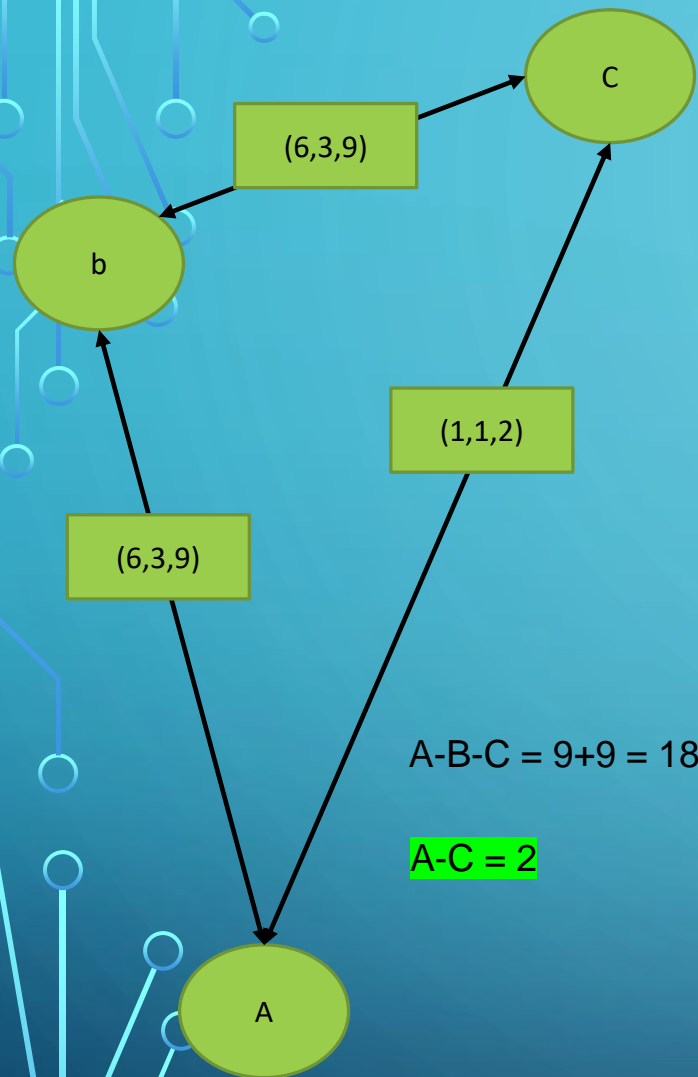 C
(6,3,9)
b
(1,1,2)
(6,3,9)
A-B-C = 9+9 = 18
A-C = 2
A